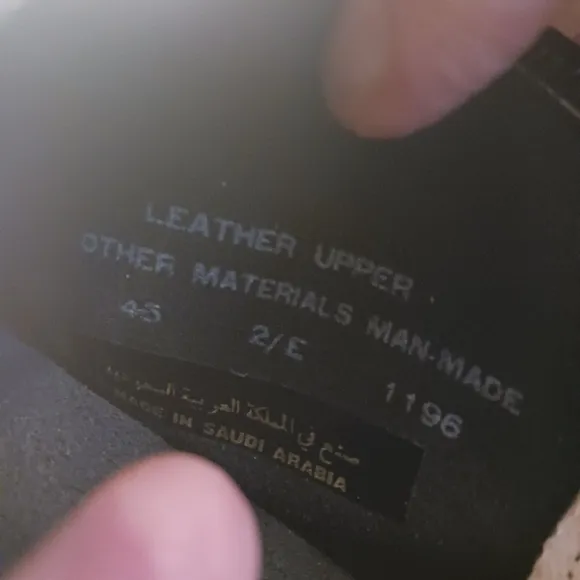 LEATHER UPPER
OTHER MATERIALS MAN-MADE
45 2/E 1196
صنع في المملكة العربية السعودية
MADE IN SAUDI ARABIA